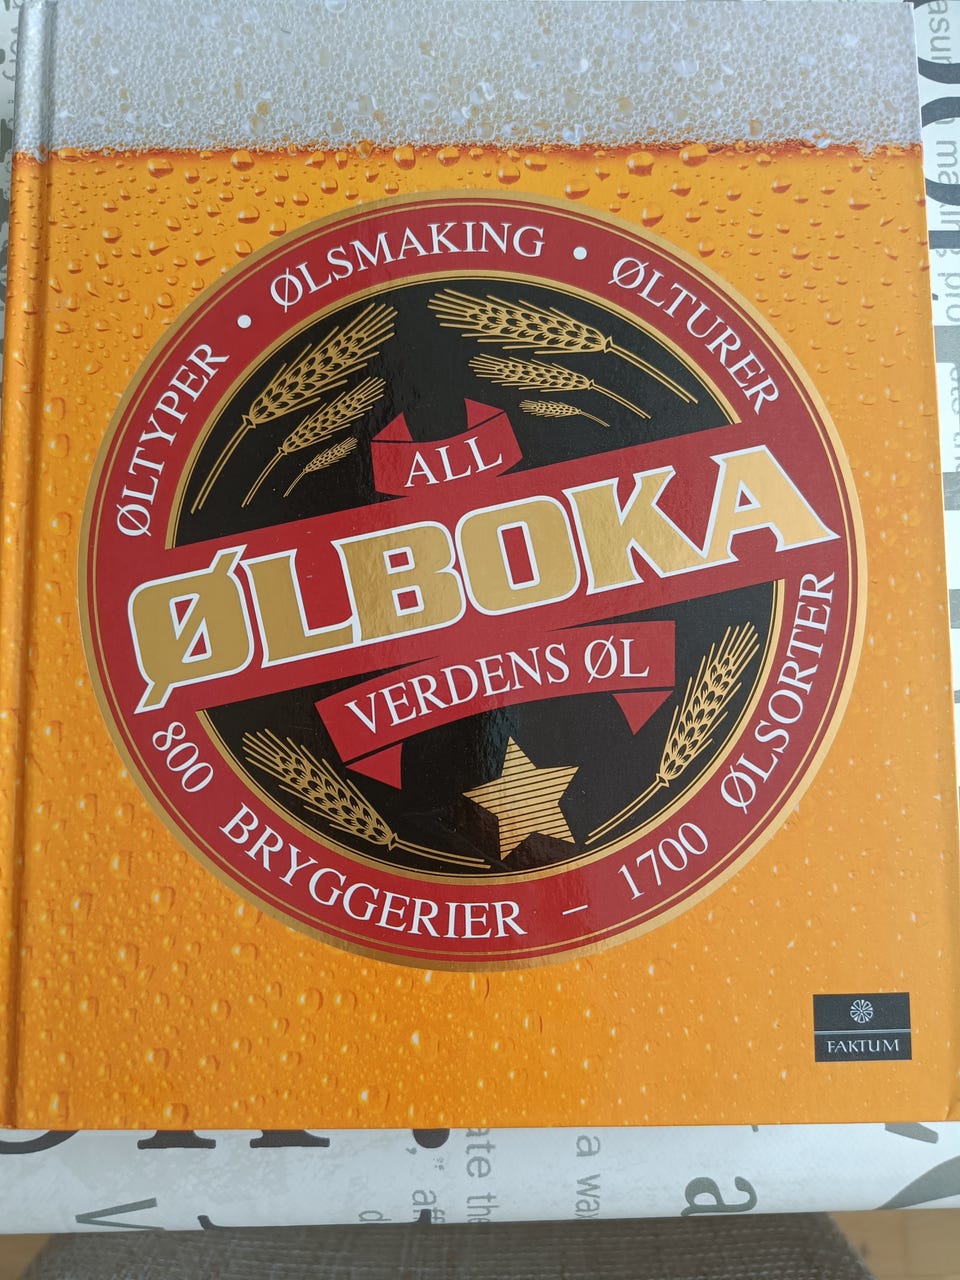 ØLTYPER • ØLSMAKING • ØLTURER
ALL
ØLBOKA
VERDENS ØL
800 BRYGGERIER – 1700 ØLSORTER
FAKTUM
a